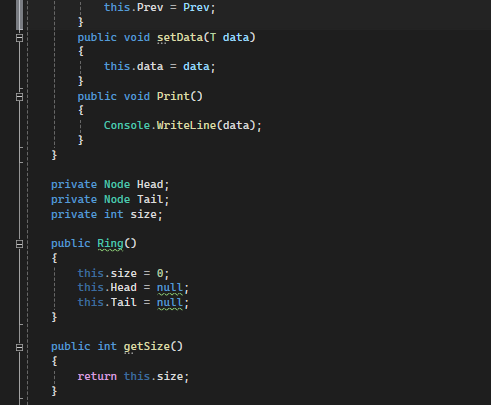 this.Prev = Prev;
}
public void setData(T data)
{
this.data = data;
}
public void Print()
{
Console.WriteLine(data);
}
}
private Node Head;
private Node Tail;
private int size;
public Ring()
{
this.size = 0;
this.Head = null;
this.Tail = null;
}
public int getSize()
{
return this.size;
}